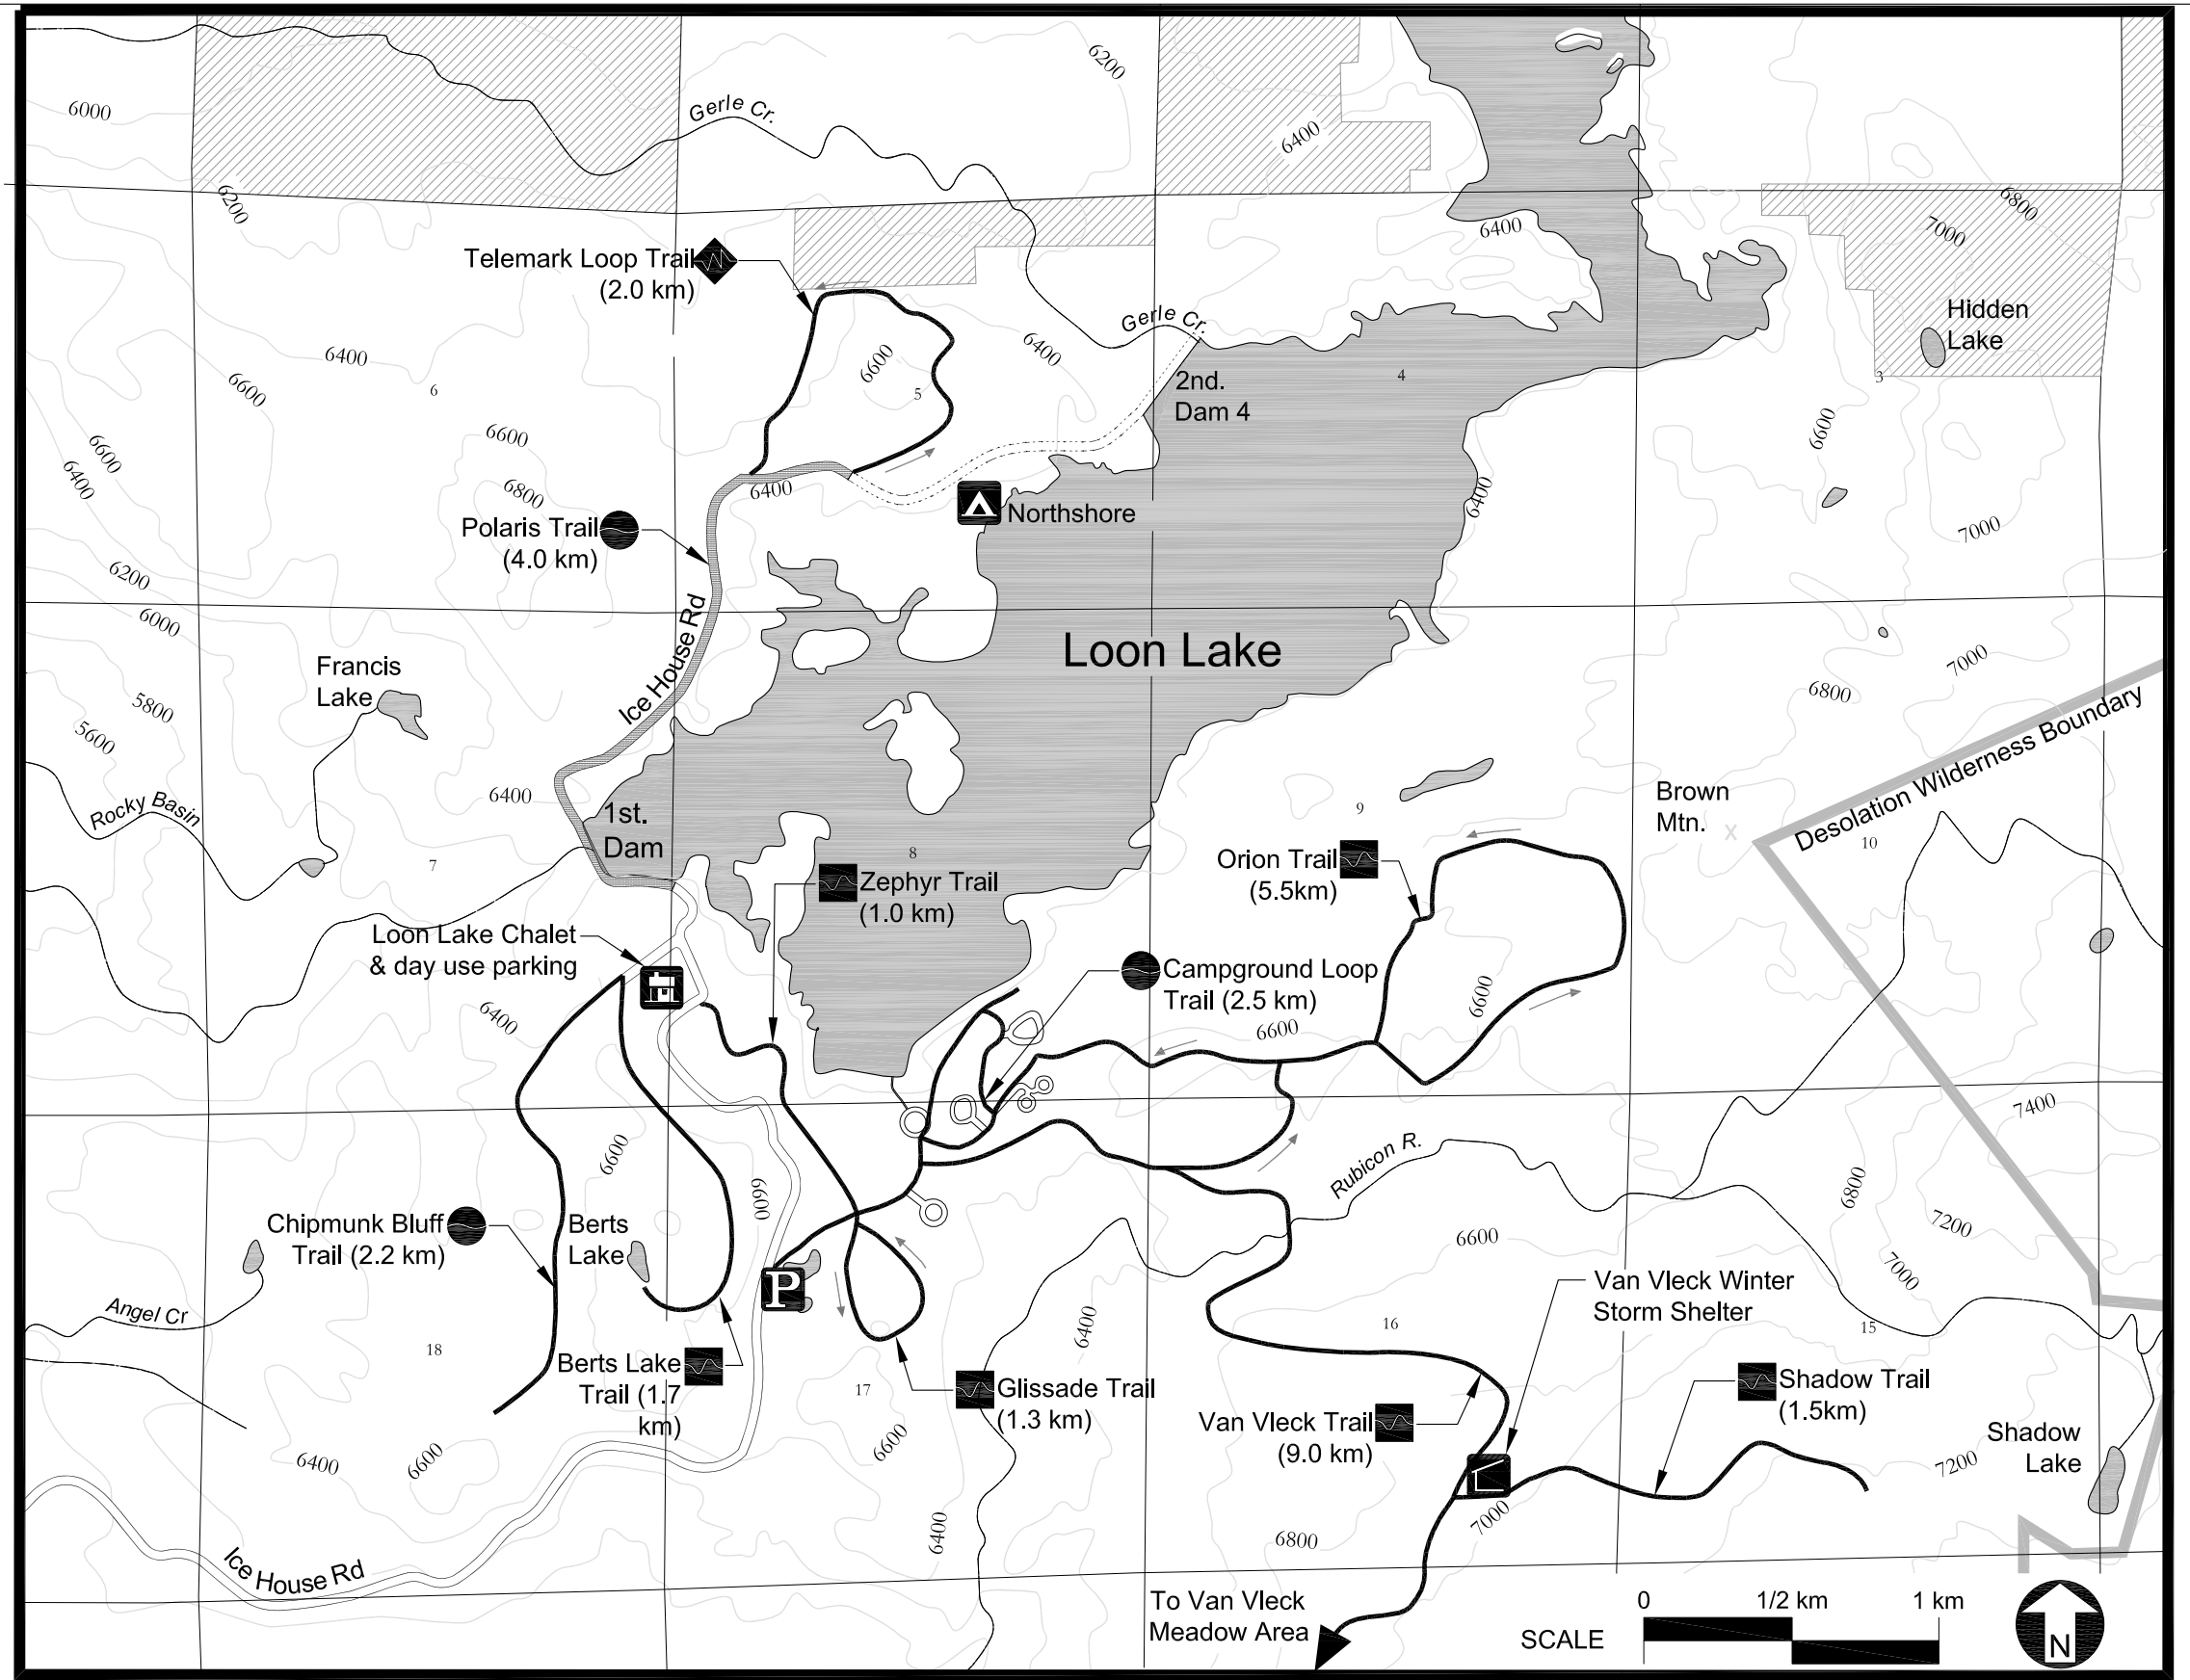 6200
6000
Gerle Cr.
6400
6200
6800
7000
6400
Telemark Loop Trail
(2.0 km)
Hidden
Lake
Gerle Cr.
6400
6400
6600
6600
5
6
4
3
2nd.
Dam 4
6600
6600
6600
6400
6800
6400
6400
Northshore
7000
Polaris Trail
(4.0 km)
6200
6000
Ice House Rd
Loon Lake
Francis
Lake
7000
6800
5800
5600
Desolation Wilderness Boundary
Rocky Basin
6400
1st.
Dam
Brown
Mtn.
x
9
10
7
8
Orion Trail
(5.5km)
Zephyr Trail
(1.0 km)
Loon Lake Chalet
& day use parking
Campground Loop
Trail (2.5 km)
6400
6600
6600
7400
6600
Rubicon R.
6800
6600
7200
Chipmunk Bluff
Trail (2.2 km)
Berts
Lake
6600
7000
P
Van Vleck Winter
Storm Shelter
Angel Cr
6400
16
15
18
Berts Lake
Trail (1.7
km)
17
Glissade Trail
(1.3 km)
Shadow Trail
(1.5km)
Van Vleck Trail
(9.0 km)
Shadow
Lake
6400
6600
6600
7200
6400
7000
6800
Ice House Rd
To Van Vleck
Meadow Area
SCALE
0 1/2 km 1 km
N